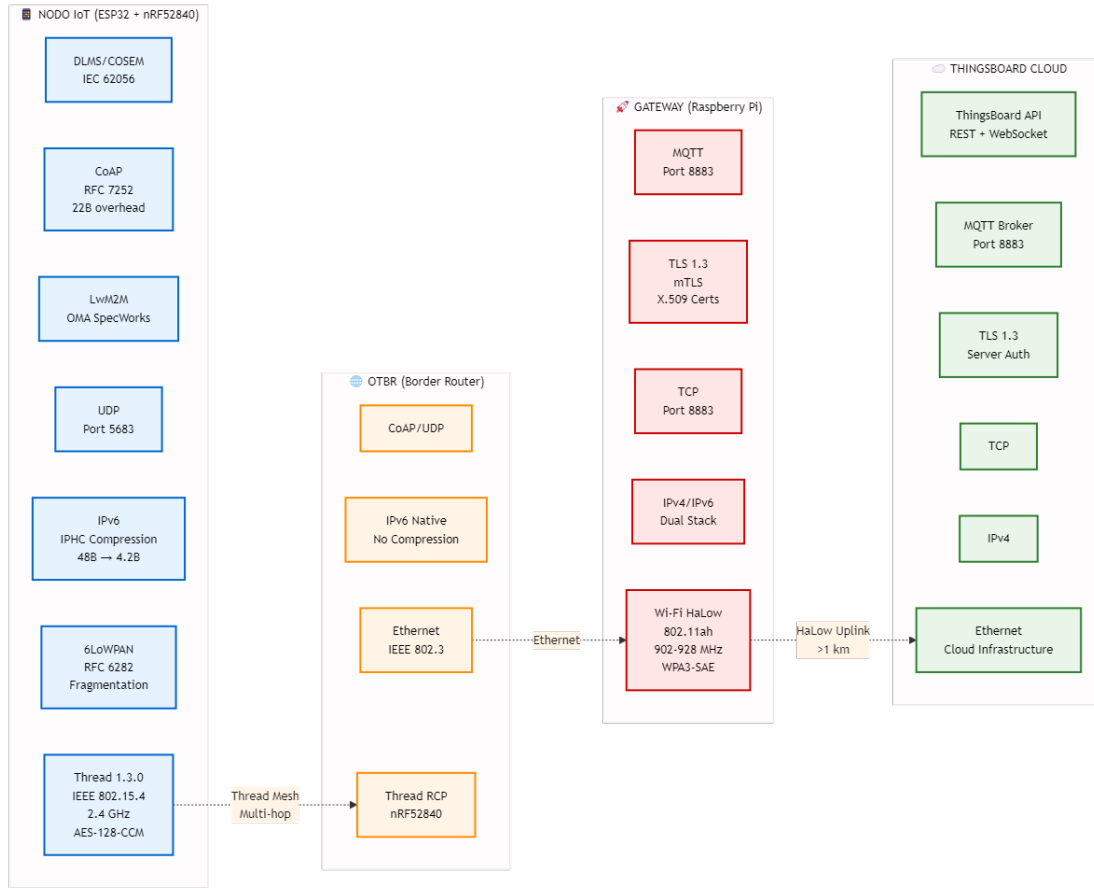 NODO IoT (ESP32 + nRF52840)
DLMS/COSEM
IEC 62056
CoAP
RFC 7252
22B overhead
LwM2M
OMA SpecWorks
UDP
Port 5683
IPv6
IPHC Compression
48B → 4.2B
6LoWPAN
RFC 6282
Fragmentation
Thread 1.3.0
IEEE 802.15.4
2.4 GHz
AES-128-CCM
Thread Mesh
Multi-hop
OTBR (Border Router)
CoAP/UDP
IPv6 Native
No Compression
Ethernet
IEEE 802.3
Thread RCP
nRF52840
Ethernet
GATEWAY (Raspberry Pi)
MQTT
Port 8883
TLS 1.3
mTLS
X.509 Certs
TCP
Port 8883
IPv4/IPv6
Dual Stack
Wi-Fi HaLow
802.11ah
902-928 MHz
WPA3-SAE
HaLow Uplink
>1 km
THINGSBOARD CLOUD
ThingsBoard API
REST + WebSocket
MQTT Broker
Port 8883
TLS 1.3
Server Auth
TCP
IPv4
Ethernet
Cloud Infrastructure